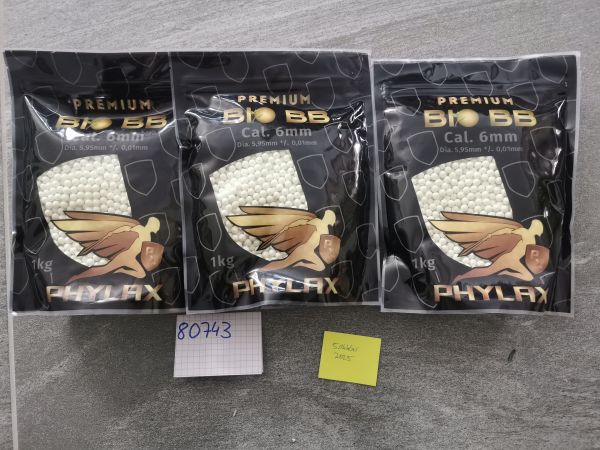 PREMIUM
BIO BB
Cal. 6mm
Dia. 5,95mm +/- 0,01mm
1kg
PHYLAX
PREMIUM
BIO BB
Cal. 6mm
Dia. 5,95mm +/- 0,01mm
1kg
PHYLAX
PREMIUM
BIO BB
Cal. 6mm
Dia. 5,95mm +/- 0,01mm
1kg
PHYLAX
80743
2025